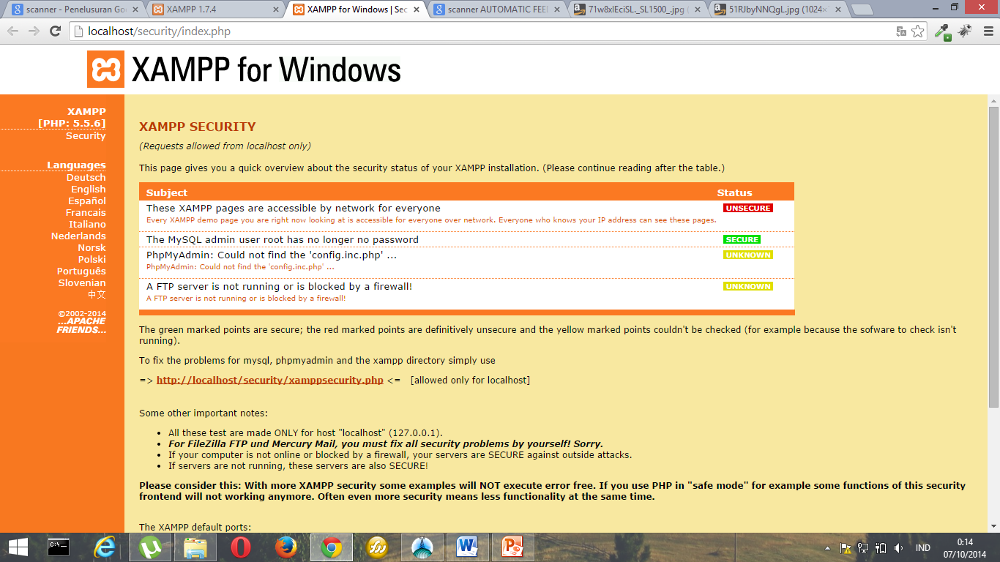 scanner - Penelusuran Go
XAMPP 1.7.4
XAMPP for Windows | Sec
scanner AUTOMATIC FEE
71w8xlEciSL._SL1500_.jpg (
51RJbyNNQgL.jpg (1024×
localhost/security/index.php
XAMPP for Windows
XAMPP
[PHP: 5.5.6]
Security
Languages
Deutsch
English
Español
Francais
Italiano
Nederlands
Norsk
Polski
Português
Slovenian
中文
©2002-2014
...APACHE
FRIENDS...
XAMPP SECURITY
(Requests allowed from localhost only)
This page gives you a quick overview about the security status of your XAMPP installation. (Please continue reading after the table.)
Subject Status
These XAMPP pages are accessible by network for everyone UNSECURE
Every XAMPP demo page you are right now looking at is accessible for everyone over network. Everyone who knows your IP address can see these pages.
The MySQL admin user root has no longer no password SECURE
PhpMyAdmin: Could not find the 'config.inc.php' ... UNKNOWN
PhpMyAdmin: Could not find the 'config.inc.php' ...
A FTP server is not running or is blocked by a firewall! UNKNOWN
A FTP server is not running or is blocked by a firewall!
The green marked points are secure; the red marked points are definitively unsecure and the yellow marked points couldn't be checked (for example because the sofware to check isn't
running).
To fix the problems for mysql, phpmyadmin and the xampp directory simply use
=> http://localhost/security/xamppsecurity.php <= [allowed only for localhost]
Some other important notes:
• All these test are made ONLY for host "localhost" (127.0.0.1).
• For FileZilla FTP und Mercury Mail, you must fix all security problems by yourself! Sorry.
• If your computer is not online or blocked by a firewall, your servers are SECURE against outside attacks.
• If servers are not running, these servers are also SECURE!
Please consider this: With more XAMPP security some examples will NOT execute error free. If you use PHP in "safe mode" for example some functions of this security
frontend will not working anymore. Often even more security means less functionality at the same time.
The XAMPP default ports:
IND
0:14
07/10/2014